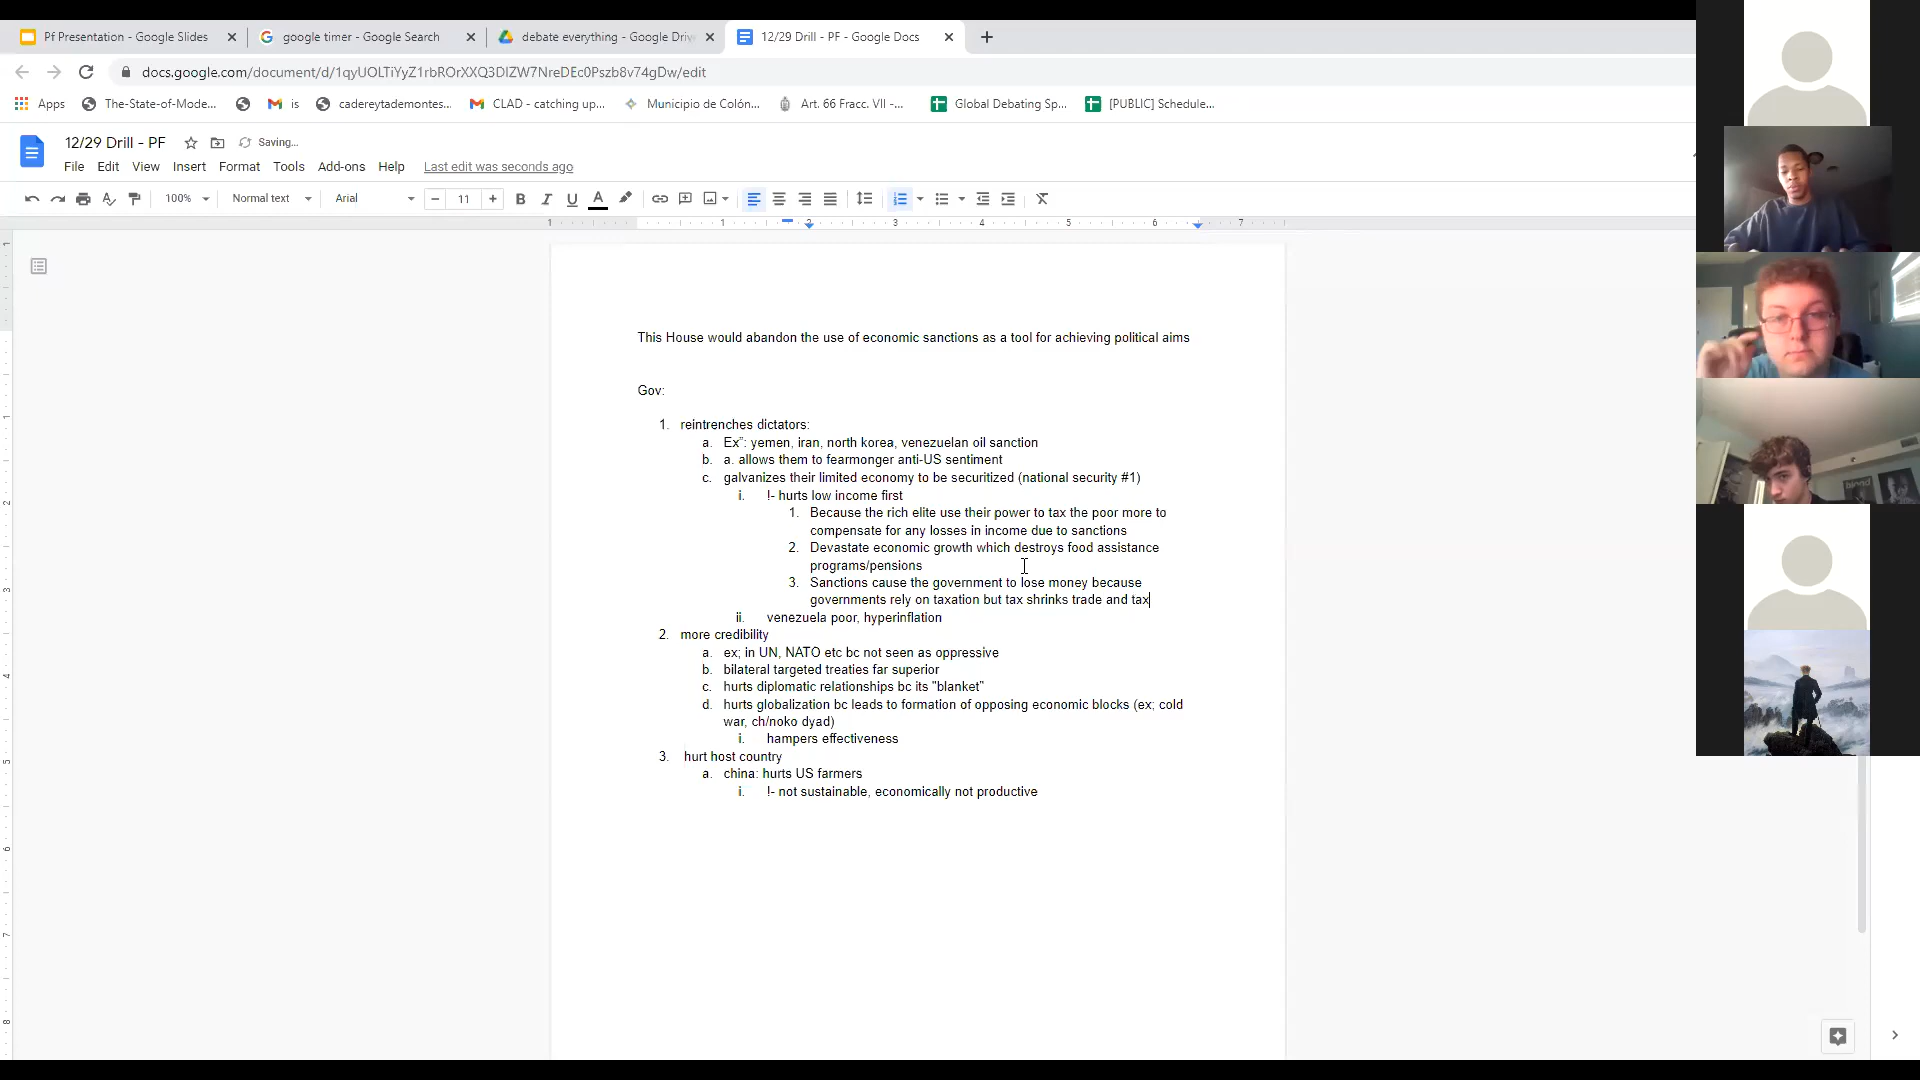 Pf Presentation - Google Slides
google timer - Google Search
debate everything - Google Driv
12/29 Drill - PF - Google Docs
docs.google.com/document/d/1qyUOLTiYyZ1rbROrXXQ3DlZW7NreDEc0Pszb8v74gDw/edit
Apps
The-State-of-Mode...
is
cadereytademontes...
CLAD - catching up...
Municipio de Colón...
Art. 66 Fracc. VII -...
Global Debating Sp...
[PUBLIC] Schedule...
12/29 Drill - PF
Saving...
File Edit View Insert Format Tools Add-ons Help Last edit was seconds ago
100% Normal text Arial 11
1 1 2 3 4 5 6 7
This House would abandon the use of economic sanctions as a tool for achieving political aims
Gov:
1. reintrenches dictators:
a. Ex": yemen, iran, north korea, venezuelan oil sanction
b. a. allows them to fearmonger anti-US sentiment
c. galvanizes their limited economy to be securitized (national security #1)
i. !- hurts low income first
1. Because the rich elite use their power to tax the poor more to
compensate for any losses in income due to sanctions
2. Devastate economic growth which destroys food assistance
programs/pensions
3. Sanctions cause the government to lose money because
governments rely on taxation but tax shrinks trade and tax
ii. venezuela poor, hyperinflation
2. more credibility
a. ex; in UN, NATO etc bc not seen as oppressive
b. bilateral targeted treaties far superior
c. hurts diplomatic relationships bc its "blanket"
d. hurts globalization bc leads to formation of opposing economic blocks (ex; cold
war, ch/noko dyad)
i. hampers effectiveness
3. hurt host country
a. china: hurts US farmers
i. !- not sustainable, economically not productive